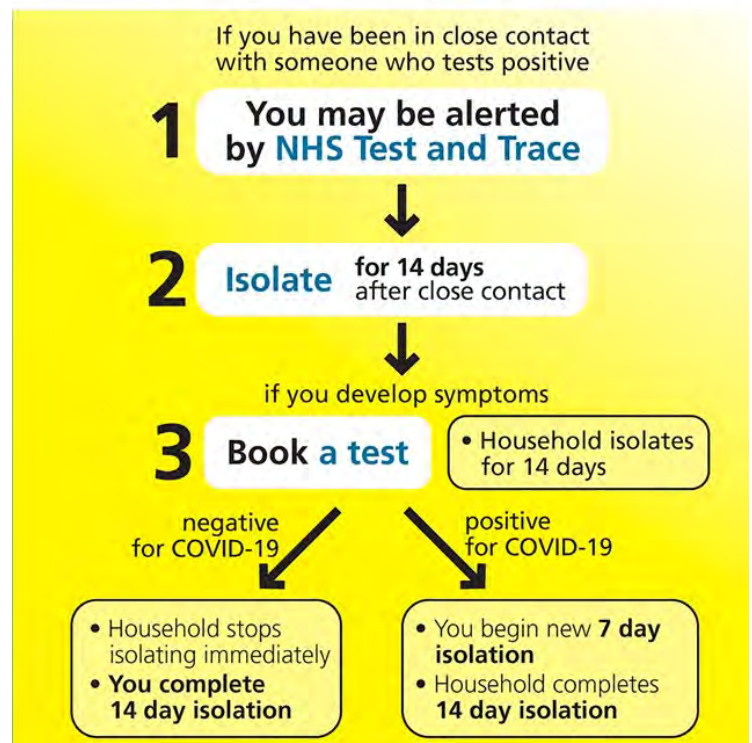 If you have been in close contact
with someone who tests positive
1
You may be alerted
by NHS Test and Trace
2
Isolate for 14 days
after close contact
if you develop symptoms
3
Book a test
• Household isolates
for 14 days
negative
for COVID-19
positive
for COVID-19
• Household stops
isolating immediately
• You complete
14 day isolation
• You begin new 7 day
isolation
• Household completes
14 day isolation